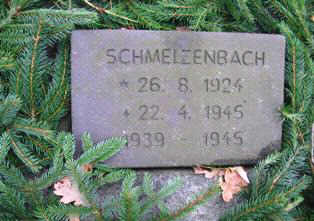 SCHMELZENBACH
* 26. 8. 1924
+ 22. 4. 1945
1939 - 1945